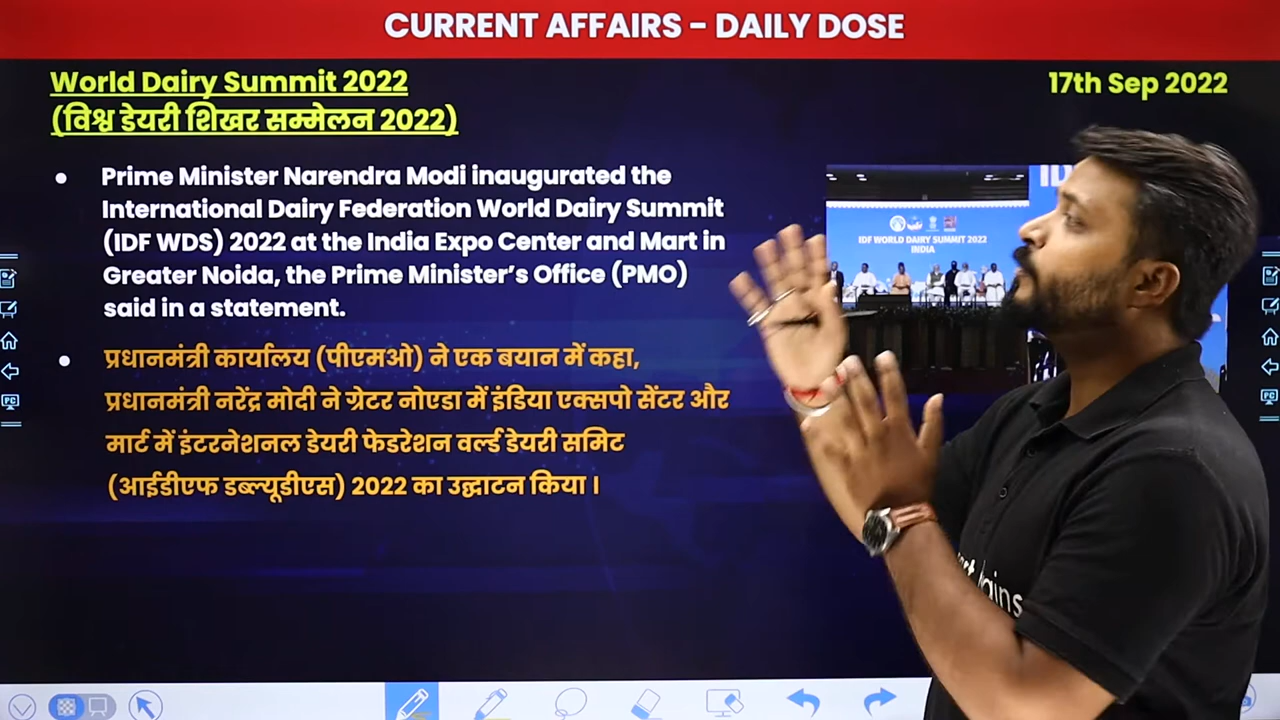 CURRENT AFFAIRS - DAILY DOSE
World Dairy Summit 2022
(विश्व डेयरी शिखर सम्मेलन 2022)
17th Sep 2022
Prime Minister Narendra Modi inaugurated the
International Dairy Federation World Dairy Summit
(IDF WDS) 2022 at the India Expo Center and Mart in
Greater Noida, the Prime Minister's Office (PMO)
said in a statement.
प्रधानमंत्री कार्यालय (पीएमओ) ने एक बयान में कहा,
प्रधानमंत्री नरेंद्र मोदी ने ग्रेटर नोएडा में इंडिया एक्सपो सेंटर और
मार्ट में इंटरनेशनल डेयरी फेडरेशन वर्ल्ड डेयरी समिट
(आईडीएफ डब्ल्यूडीएस) 2022 का उद्घाटन किया ।
IDF WORLD DAIRY SUMMIT 2022
INDIA
PC
PC